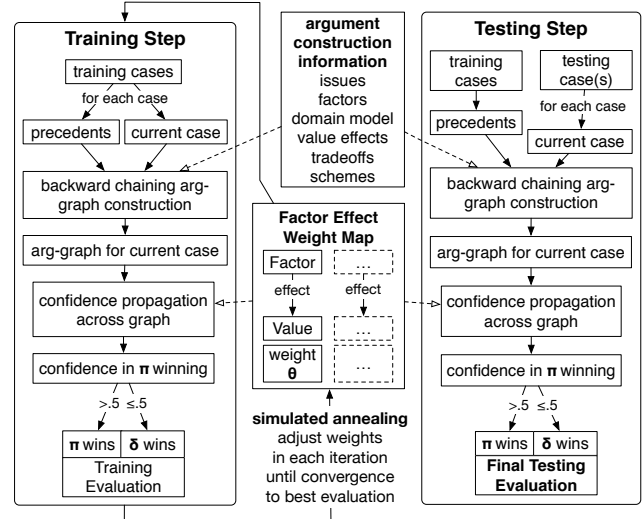 Training Step
training cases
for each case
precedents
current case
backward chaining arg-
graph construction
arg-graph for current case
confidence propagation
across graph
confidence in π winning
>.5 ≤.5
π wins
δ wins
Training
Evaluation
argument
construction
information
issues
factors
domain model
value effects
tradeoffs
schemes
Factor Effect
Weight Map
Factor
...
effect
effect
Value
...
weight
θ
...
simulated annealing
adjust weights
in each iteration
until convergence
to best evaluation
Testing Step
training
cases
testing
case(s)
for each case
precedents
current case
backward chaining arg-
graph construction
arg-graph for current case
confidence propagation
across graph
confidence in π winning
>.5 ≤.5
π wins
δ wins
Final Testing
Evaluation